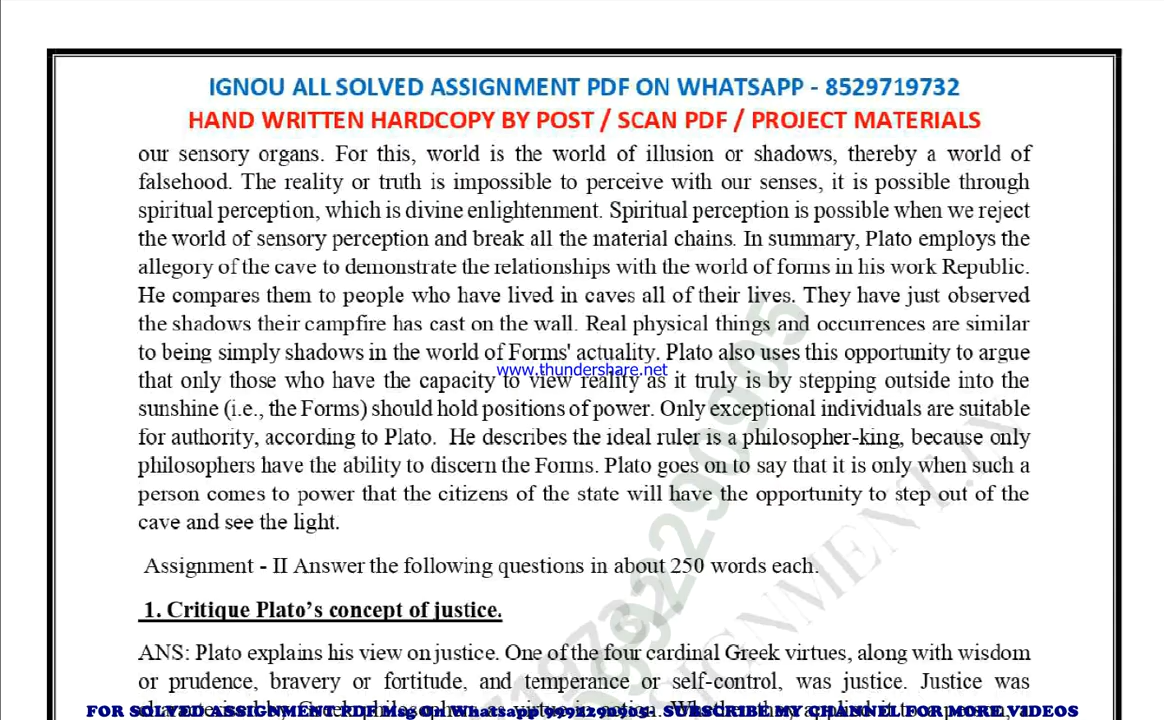 IGNOU ALL SOLVED ASSIGNMENT PDF ON WHATSAPP - 8529719732
HAND WRITTEN HARDCOPY BY POST / SCAN PDF / PROJECT MATERIALS
our sensory organs. For this, world is the world of illusion or shadows, thereby a world of
falsehood. The reality or truth is impossible to perceive with our senses, it is possible through
spiritual perception, which is divine enlightenment. Spiritual perception is possible when we reject
the world of sensory perception and break all the material chains. In summary, Plato employs the
allegory of the cave to demonstrate the relationships with the world of forms in his work Republic.
He compares them to people who have lived in caves all of their lives. They have just observed
the shadows their campfire has cast on the wall. Real physical things and occurrences are similar
to being simply shadows in the world of Forms' actuality. Plato also uses this opportunity to argue
www.thundershare.net
that only those who have the capacity to view reality as it truly is by stepping outside into the
sunshine (i.e., the Forms) should hold positions of power. Only exceptional individuals are suitable
for authority, according to Plato. He describes the ideal ruler is a philosopher-king, because only
philosophers have the ability to discern the Forms. Plato goes on to say that it is only when such a
person comes to power that the citizens of the state will have the opportunity to step out of the
cave and see the light.
Assignment - II Answer the following questions in about 250 words each.
1. Critique Plato's concept of justice.
ANS: Plato explains his view on justice. One of the four cardinal Greek virtues, along with wisdom
or prudence, bravery or fortitude, and temperance or self-control, was justice. Justice was
FOR SOLVED ASSIGNMENT PDF Msg On Whatsapp 9992290905- SUBSCRIBE MY CHANNEL FOR MORE VIDEOS